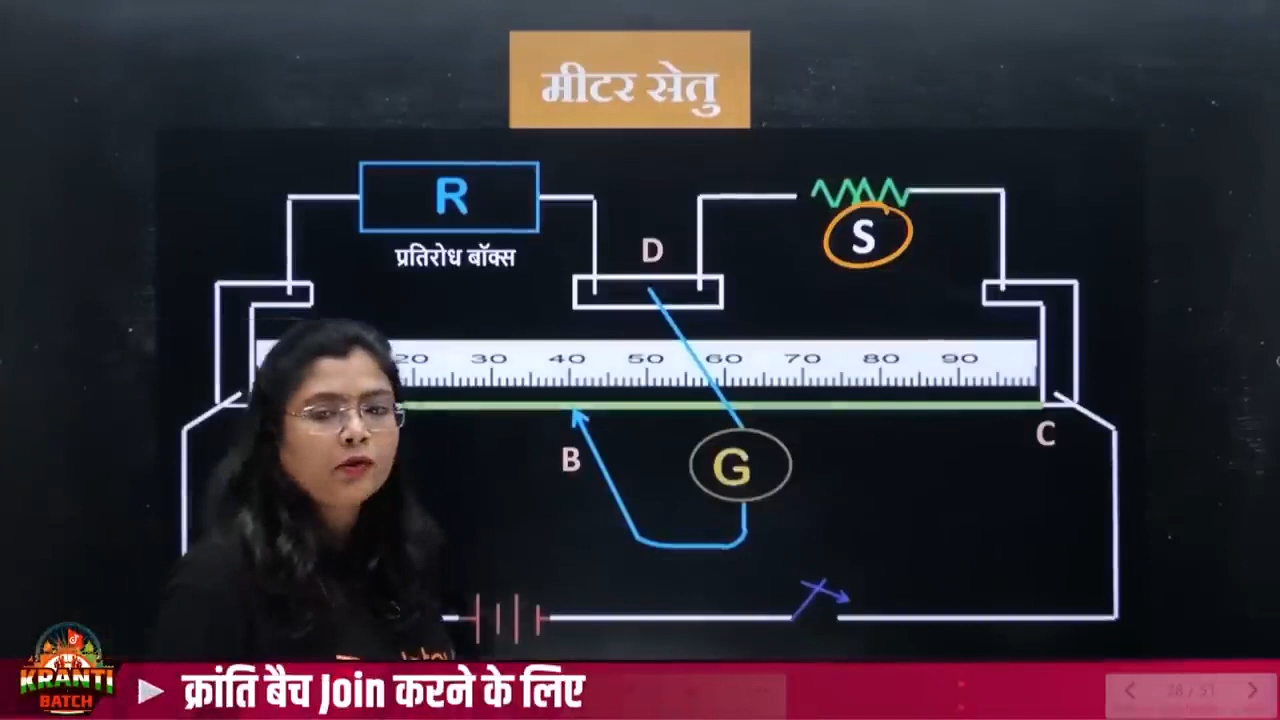 मीटर सेतु
R
S
D
प्रतिरोध बॉक्स
20 30 40 50 60 70 80 90
B
G
C
KRANTI
BATCH
क्रांति बैच Join करने के लिए